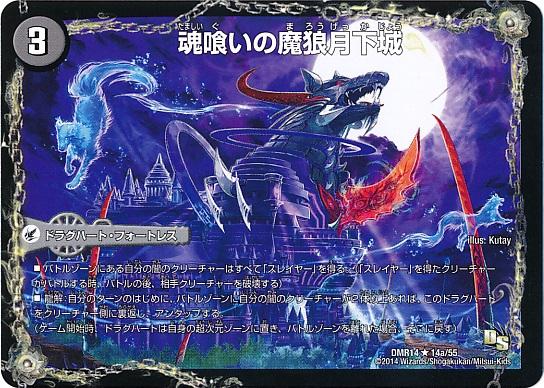 たましい ぐ ま ろうげっ か じょう
3 魂喰いの魔狼月下城
illus: Kutay
ドラグハート・フォートレス
■バトルゾーンにある自分の闇のクリーチャーはすべて「スレイヤー」を得る。(「スレイヤー」を得たクリーチャー
がバトルする時、バトルの後、相手クリーチャーを破壊する)
■龍解:自分のターンのはじめに、バトルゾーンに自分の闇のクリーチャーが
体以上あれば、このドラグハート
をクリーチャー側に裏返し、アンタップする。
(ゲーム開始時、ドラグハートは自身の超次元ゾーンに置き、バトルゾーンを離れた場合、そこに戻す)
DS
DMR14 ★ 14a/55
©2014 Wizards/Shogakukan/Mitsui-Kids